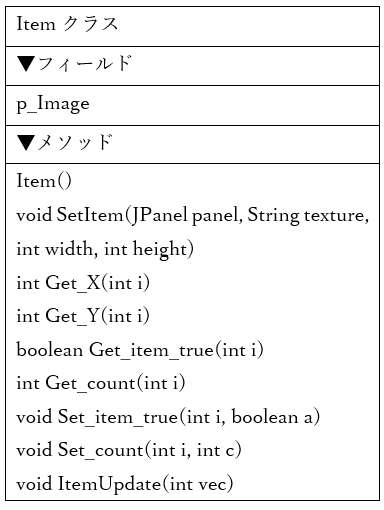 Item クラス
▼フィールド
p_Image
▼メソッド
Item()
void SetItem(JPanel panel, String texture,
int width, int height)
int Get_X(int i)
int Get_Y(int i)
boolean Get_item_true(int i)
int Get_count(int i)
void Set_item_true(int i, boolean a)
void Set_count(int i, int c)
void ItemUpdate(int vec)